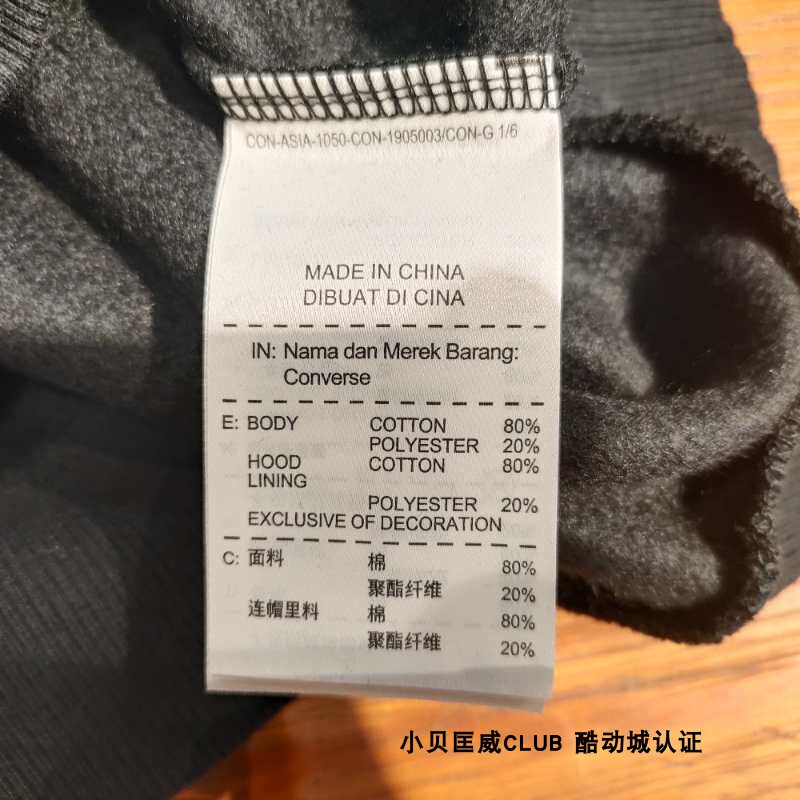 CON-ASIA-1050-CON-1905003/CON-G 1/6
MADE IN CHINA
DIBUAT DI CINA
IN: Nama dan Merek Barang:
Converse
E: BODY COTTON 80%
POLYESTER 20%
HOOD COTTON 80%
LINING
POLYESTER 20%
EXCLUSIVE OF DECORATION
C: 面料 棉 80%
聚酯纤维 20%
连帽里料 棉 80%
聚酯纤维 20%
小贝匡威CLUB 酷动城认证